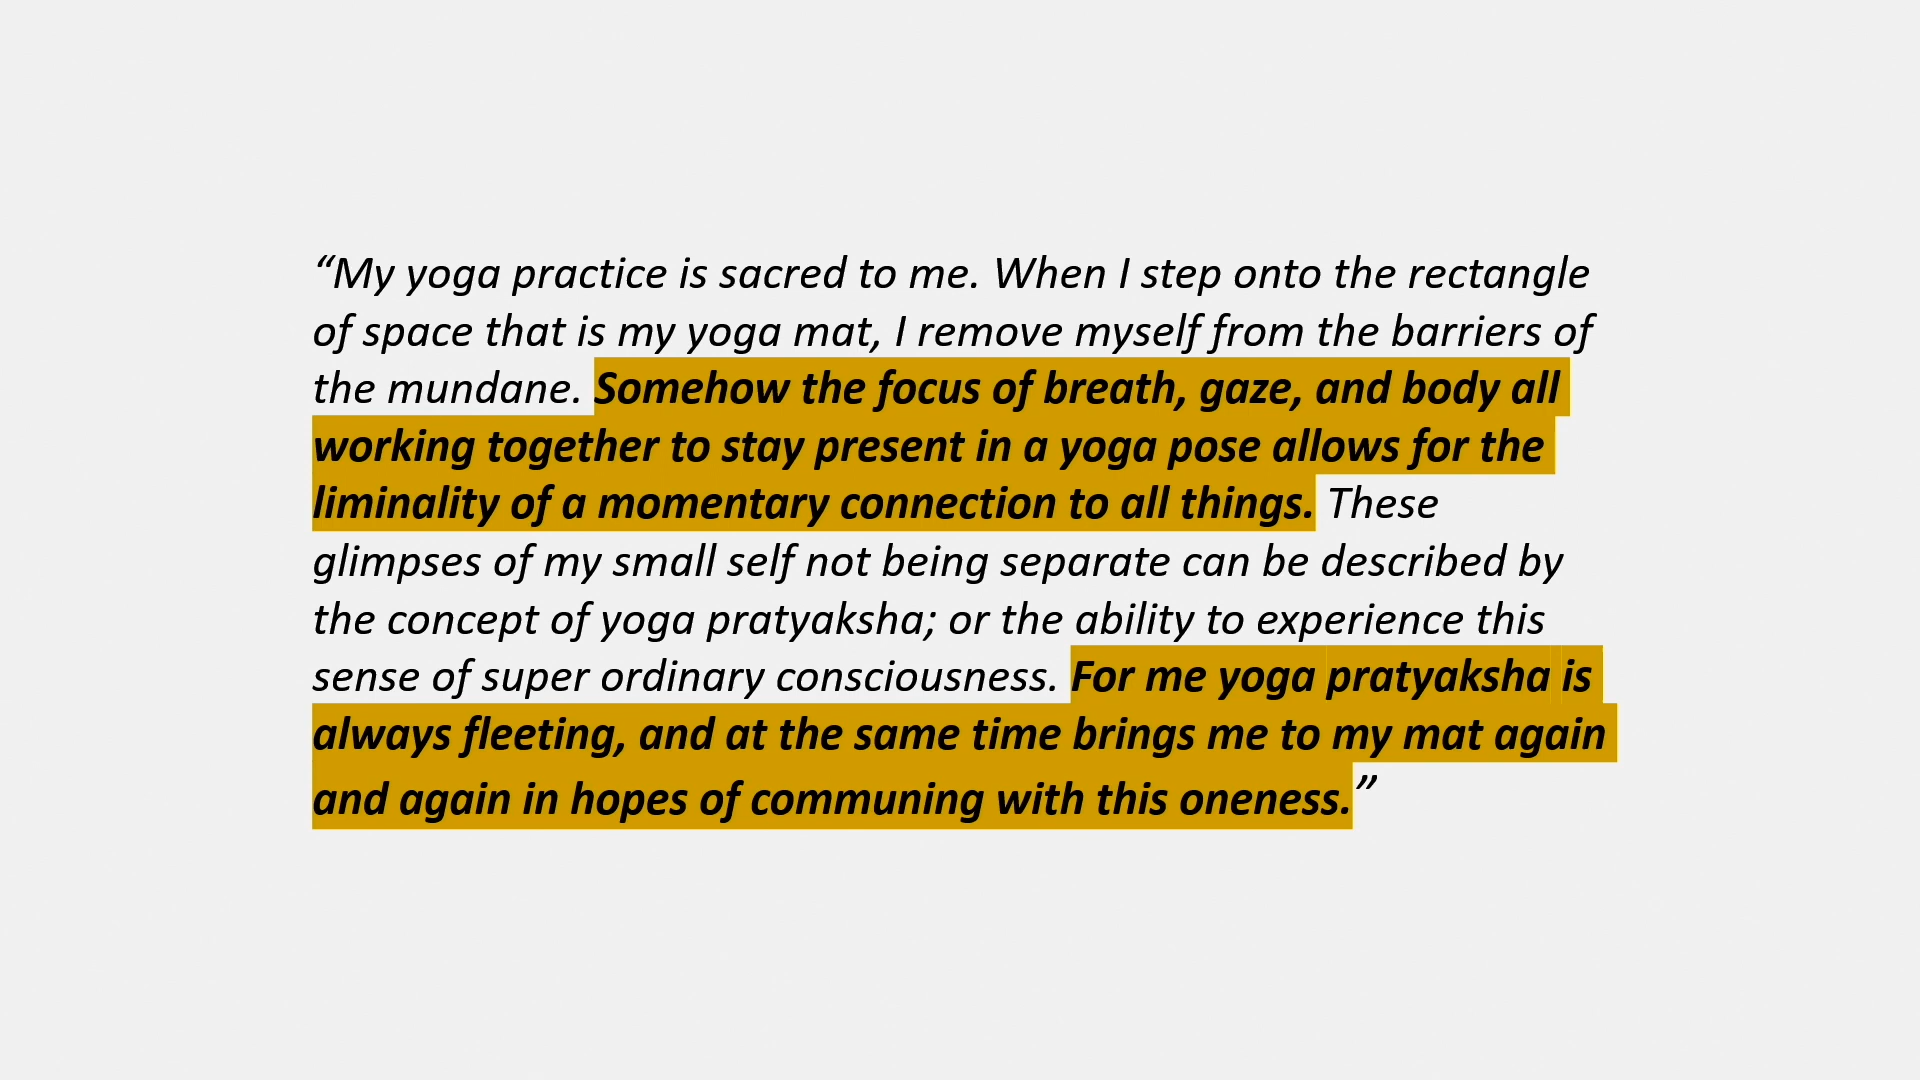 “My yoga practice is sacred to me. When I step onto the rectangle
of space that is my yoga mat, I remove myself from the barriers of
the mundane. Somehow the focus of breath, gaze, and body all
working together to stay present in a yoga pose allows for the
liminality of a momentary connection to all things. These
glimpses of my small self not being separate can be described by
the concept of yoga pratyaksha; or the ability to experience this
sense of super ordinary consciousness. For me yoga pratyaksha is
always fleeting, and at the same time brings me to my mat again
and again in hopes of communing with this oneness.”